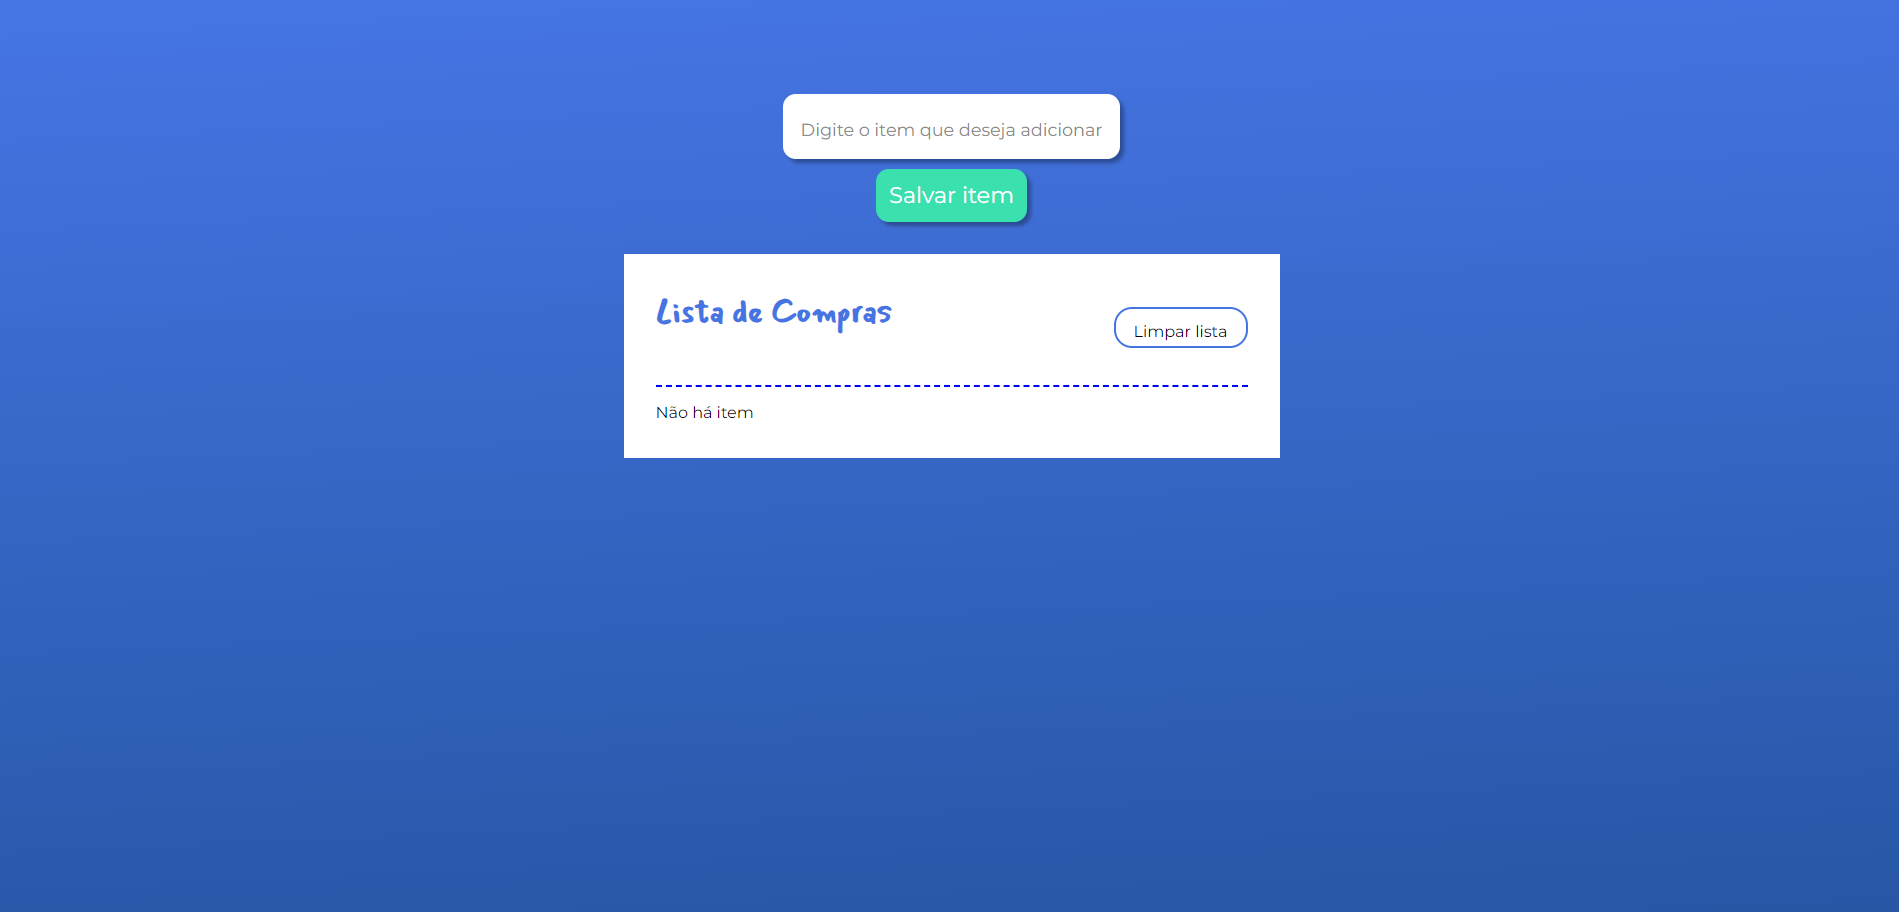 Digite o item que deseja adicionar
Salvar item
Lista de Compras
Limpar lista
Não há item